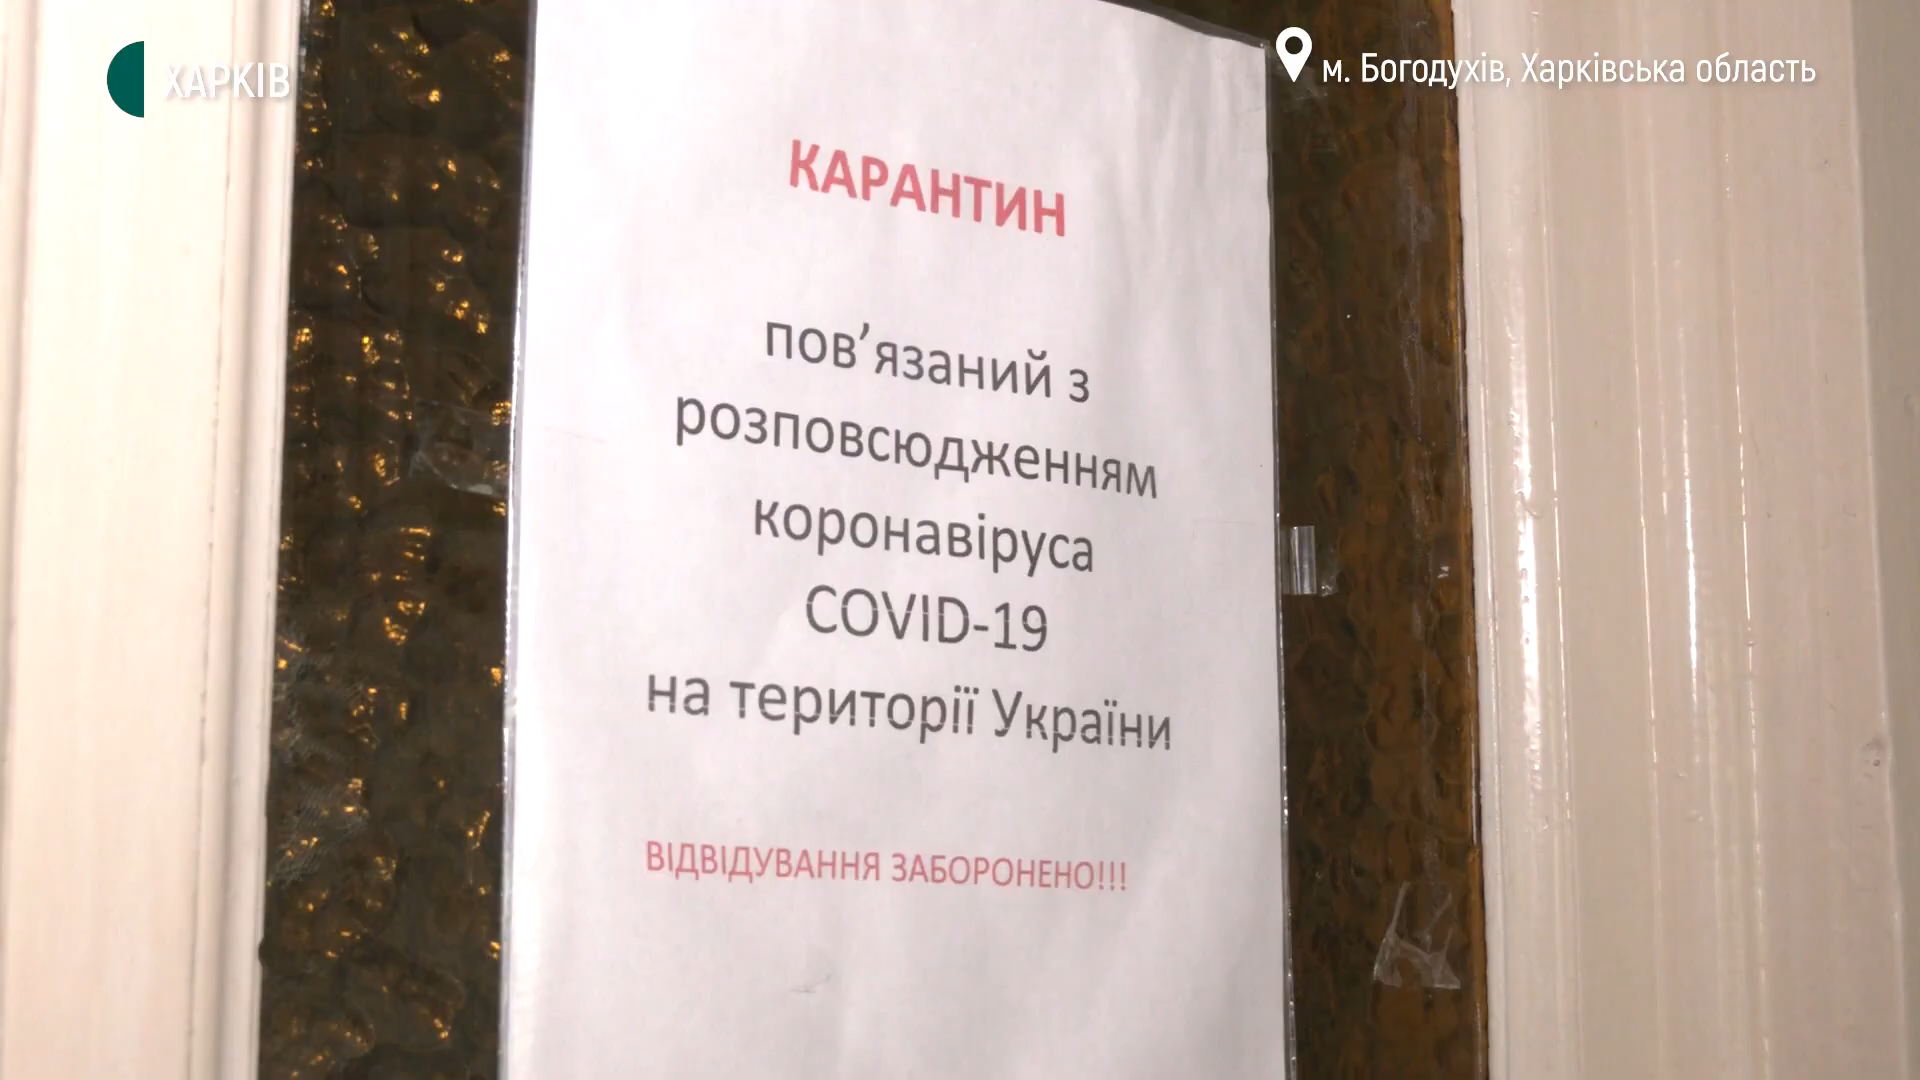 ХАРКІВ
м. Богодухів, Харківська область
КАРАНТИН
пов’язаний з
розповсюдженням
коронавіруса
COVID-19
на території України
ВІДВІДУВАННЯ ЗАБОРОНЕНО!!!